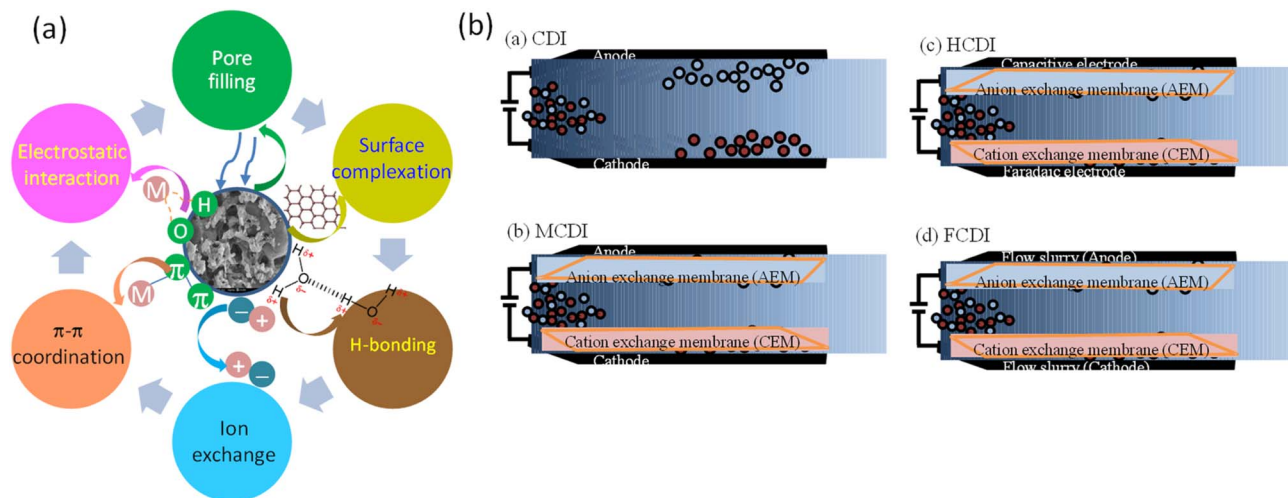 (a)
Pore
filling
Electrostatic
interaction
Surface
complexation
M
H
O
π
M
π
π-π
coordination
H
δ+
O
H
δ+
δ-
H
δ+
H
δ+
O
δ-
H-bonding
− +
+ −
Ion
exchange
(b)
(a) CDI
Anode
Cathode
(b) MCDI
Anode
Anion exchange membrane (AEM)
Cation exchange membrane (CEM)
Cathode
(c) HCDI
Capacitive electrode
Anion exchange membrane (AEM)
Cation exchange membrane (CEM)
Faradaic electrode
(d) FCDI
Flow slurry (Anode)
Anion exchange membrane (AEM)
Cation exchange membrane (CEM)
Flow slurry (Cathode)